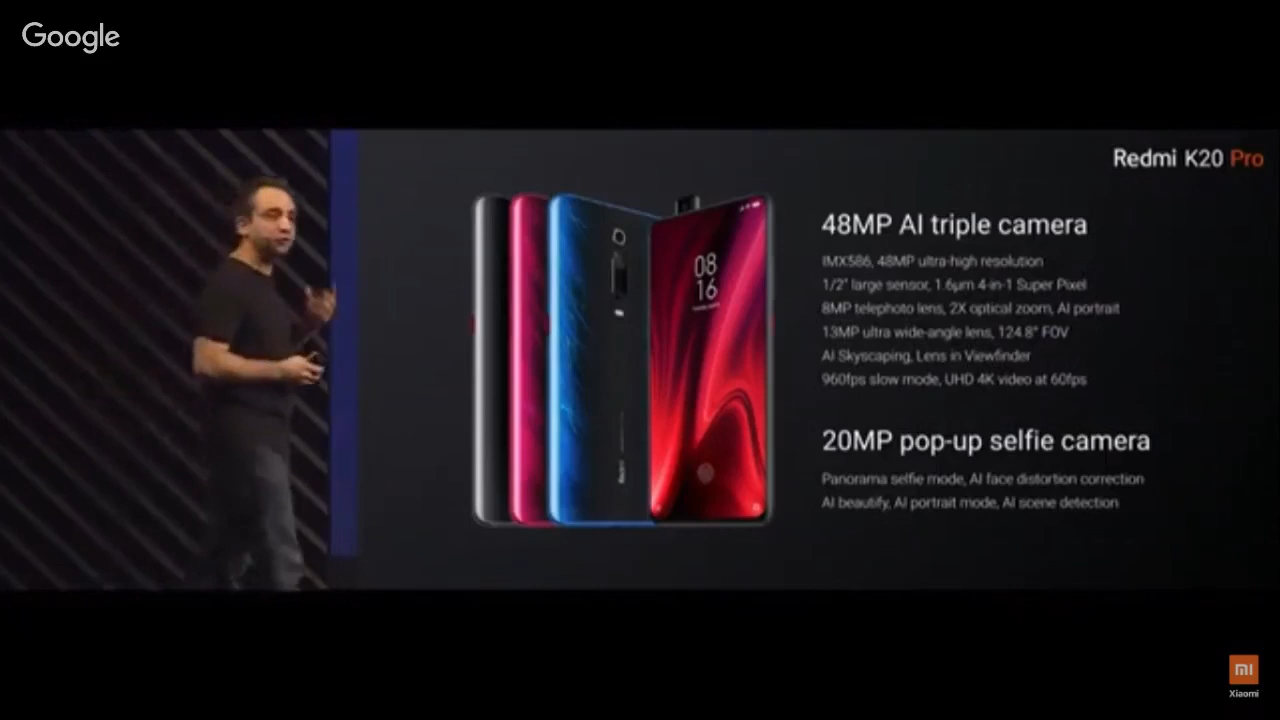 Google
Redmi K20 Pro
08
16
48MP AI triple camera
IMX586, 48MP ultra-high resolution
1/2" large sensor, 1.6μm 4-in-1 Super Pixel
8MP telephoto lens, 2X optical zoom, AI portrait
13MP ultra wide-angle lens, 124.8° FOV
AI Skyscaping, Lens in Viewfinder
960fps slow mode, UHD 4K video at 60fps
20MP pop-up selfie camera
Panorama selfie mode, AI face distortion correction
AI beautify, AI portrait mode, AI scene detection
Redmi
mi
Xiaomi